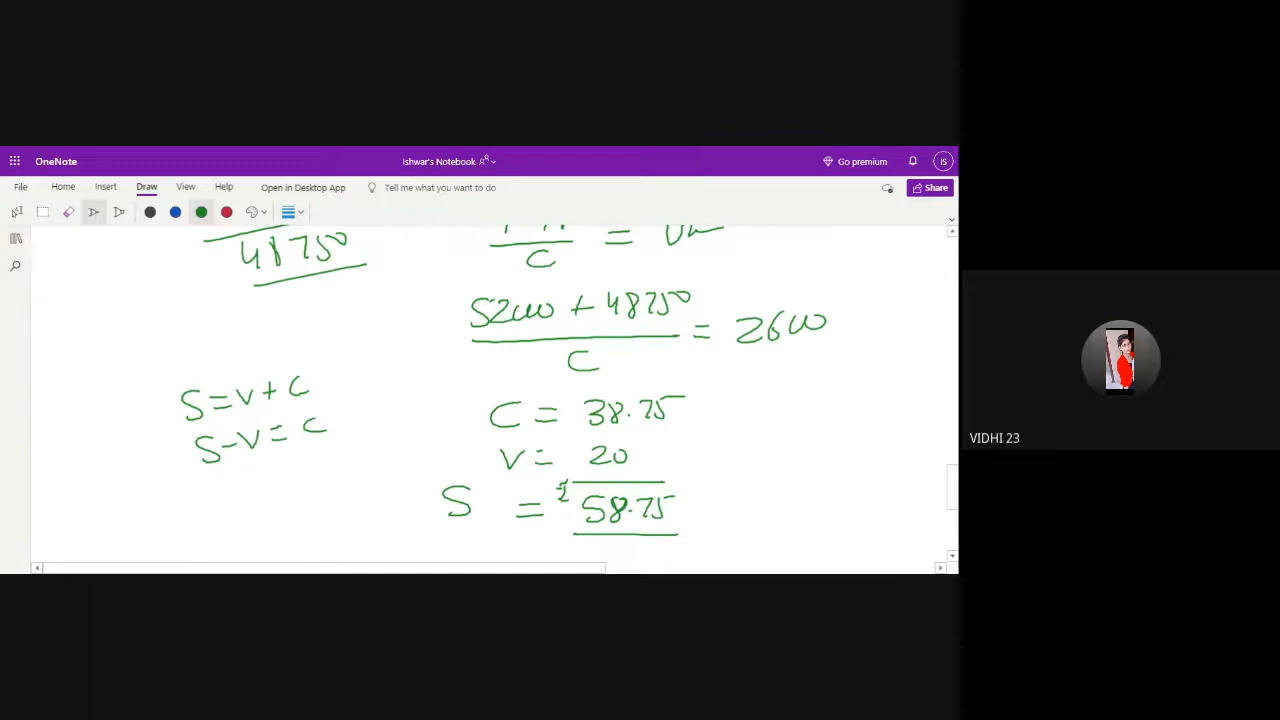 OneNote
Ishwar's Notebook
Go premium
IS
File Home Insert Draw View Help Open in Desktop App Tell me what you want to do
Share
48750
C =
52000 + 48750
C = 2600
S = V + C
S - V = C
C = 38.75
V = 20
S = 58.75
VIDHI 23